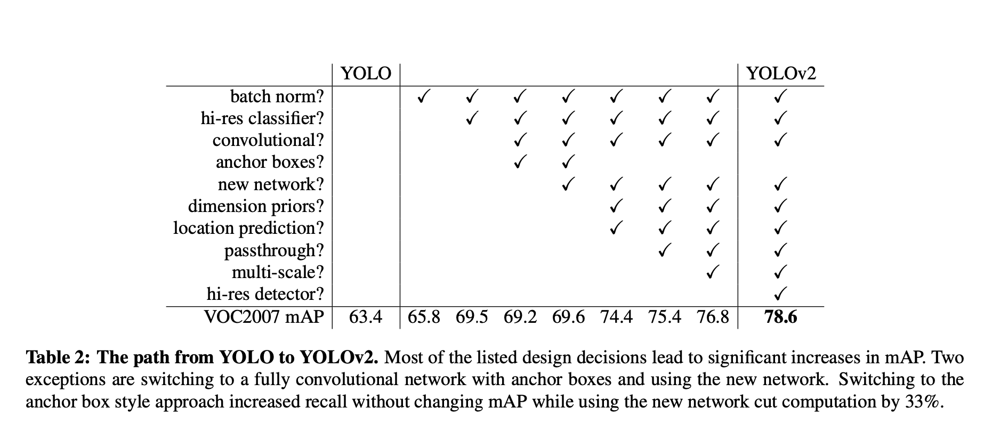 YOLO YOLOv2
batch norm? ✓ ✓ ✓ ✓ ✓ ✓ ✓ ✓
hi-res classifier? ✓ ✓ ✓ ✓ ✓ ✓ ✓
convolutional? ✓ ✓ ✓ ✓ ✓ ✓
anchor boxes? ✓ ✓
new network? ✓ ✓ ✓ ✓ ✓
dimension priors? ✓ ✓ ✓ ✓
location prediction? ✓ ✓ ✓ ✓
passthrough? ✓ ✓ ✓
multi-scale? ✓ ✓
hi-res detector? ✓
VOC2007 mAP 63.4 65.8 69.5 69.2 69.6 74.4 75.4 76.8 78.6
Table 2: The path from YOLO to YOLOv2. Most of the listed design decisions lead to significant increases in mAP. Two
exceptions are switching to a fully convolutional network with anchor boxes and using the new network. Switching to the
anchor box style approach increased recall without changing mAP while using the new network cut computation by 33%.